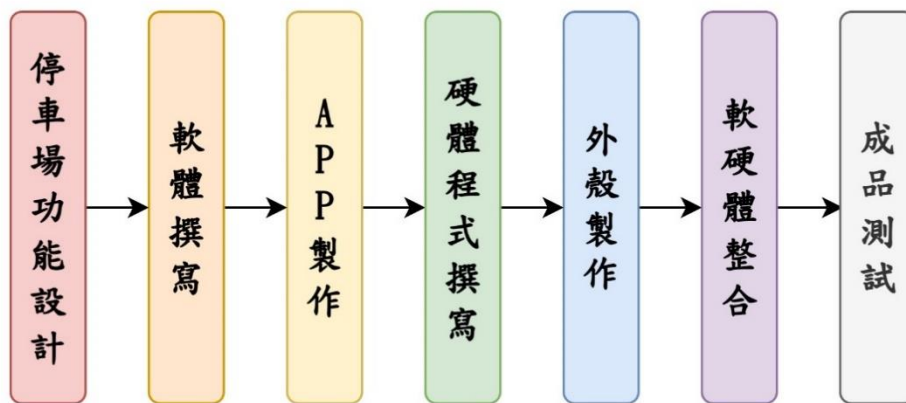 停車場功能設計
軟體撰寫
APP製作
硬體程式撰寫
外殼製作
軟硬體整合
成品測試